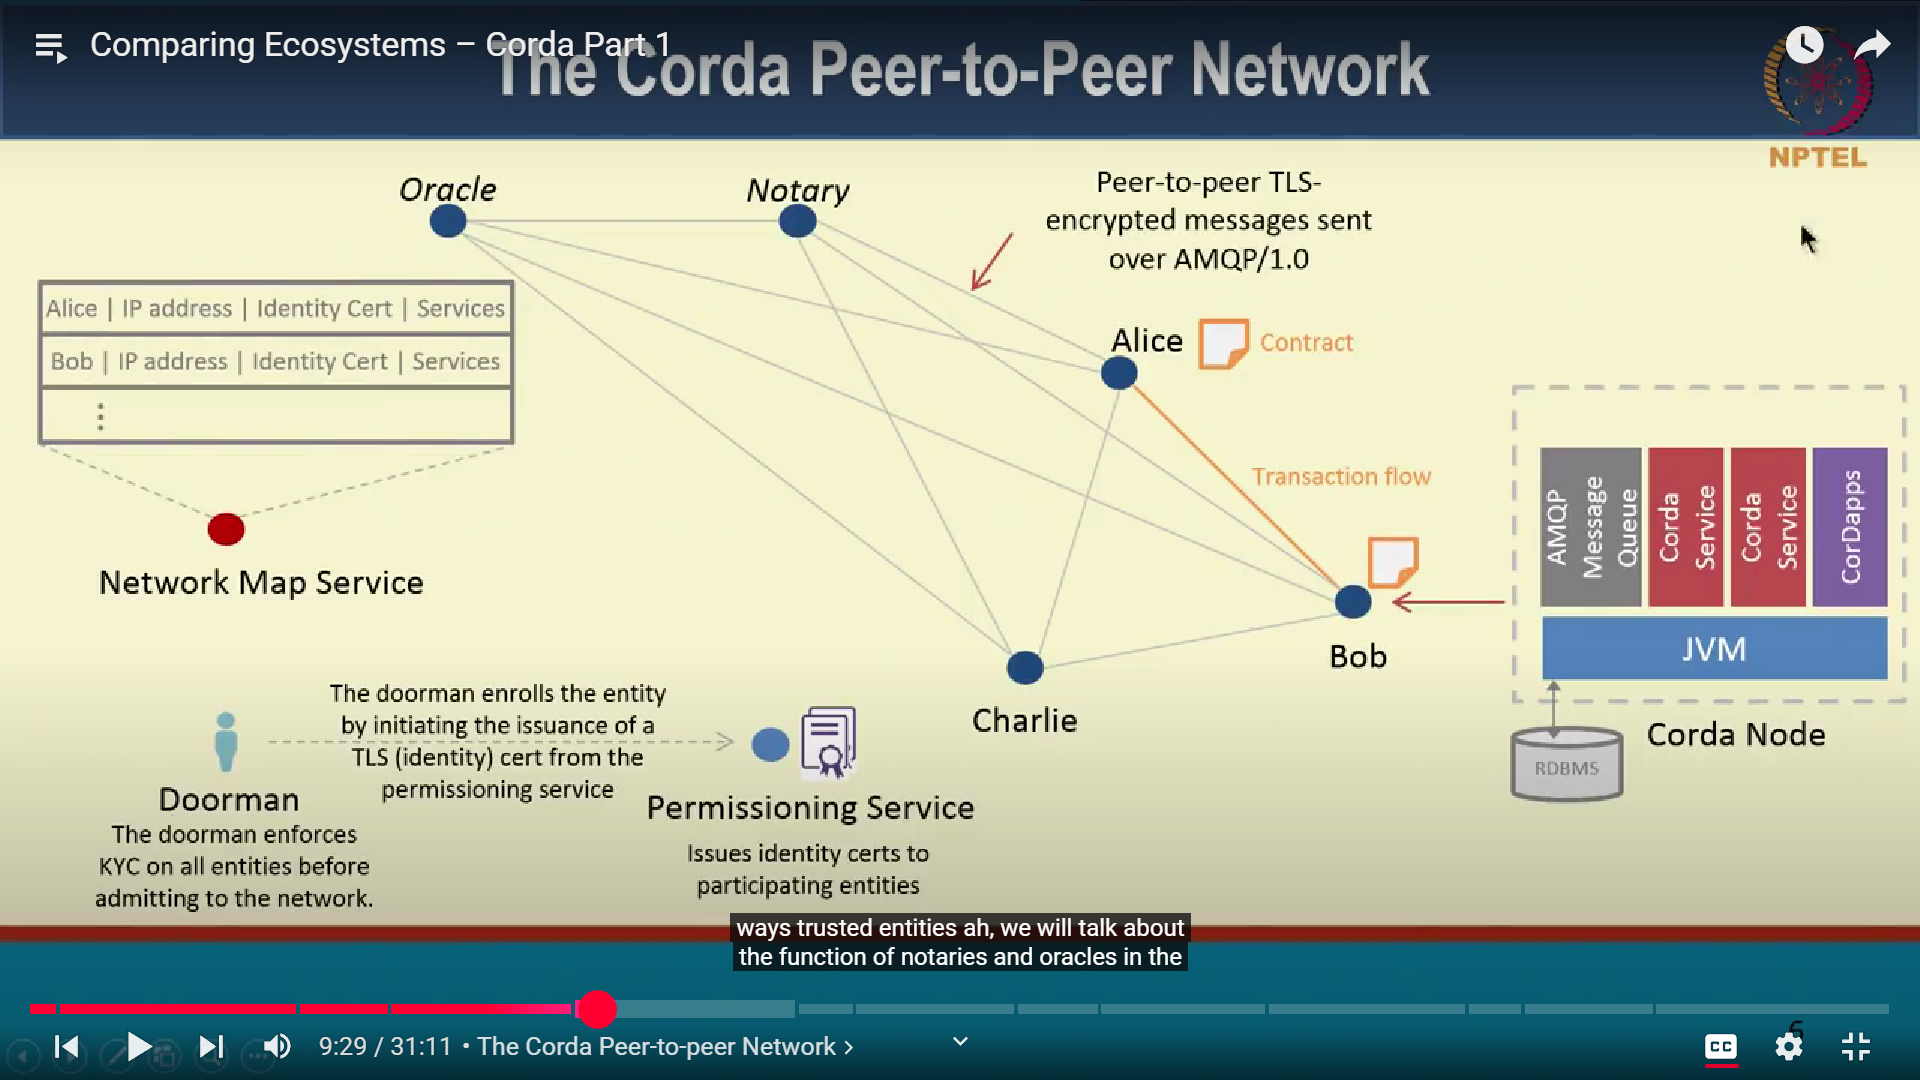 Comparing Ecosystems – Corda Part 1
The Corda Peer-to-Peer Network
NPTEL
Oracle
Notary
Peer-to-peer TLS-
encrypted messages sent
over AMQP/1.0
Alice | IP address | Identity Cert | Services
Bob | IP address | Identity Cert | Services
⋮
Network Map Service
Alice
Contract
Transaction flow
Bob
Charlie
AMQP
Message
Queue
Corda
Service
Corda
Service
CorDapps
JVM
RDBMS
Corda Node
The doorman enrolls the entity
by initiating the issuance of a
TLS (identity) cert from the
permissioning service
Doorman
The doorman enforces
KYC on all entities before
admitting to the network.
Permissioning Service
Issues identity certs to
participating entities
ways trusted entities ah, we will talk about
the function of notaries and oracles in the
9:29 / 31:11 • The Corda Peer-to-peer Network
CC
6